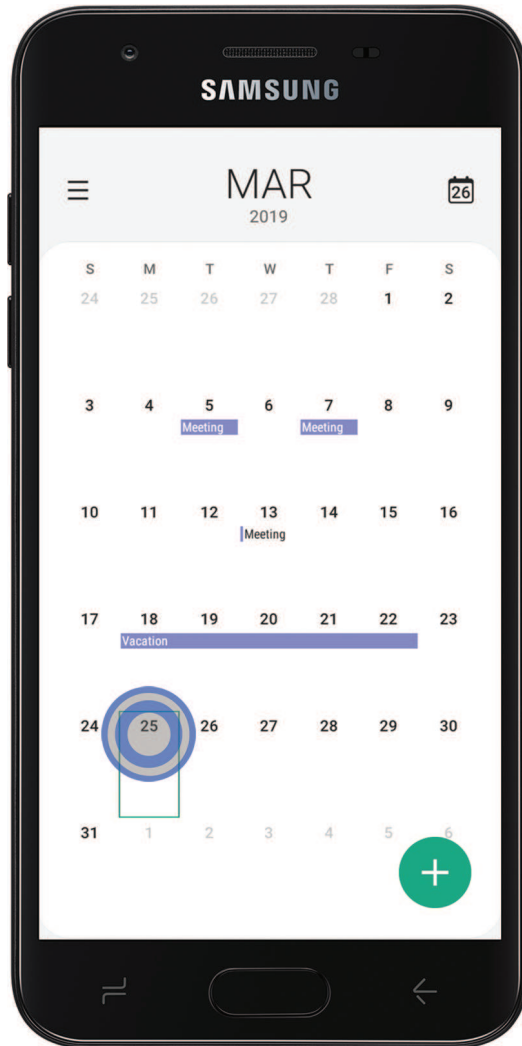 SAMSUNG
MAR
26
2019
S M T W T F S
24 25 26 27 28 1 2
3 4 5 6 7 8 9
Meeting Meeting
10 11 12 13 14 15 16
Meeting
17 18 19 20 21 22 23
Vacation
24 25 26 27 28 29 30
31 1 2 3 4 5 6
+